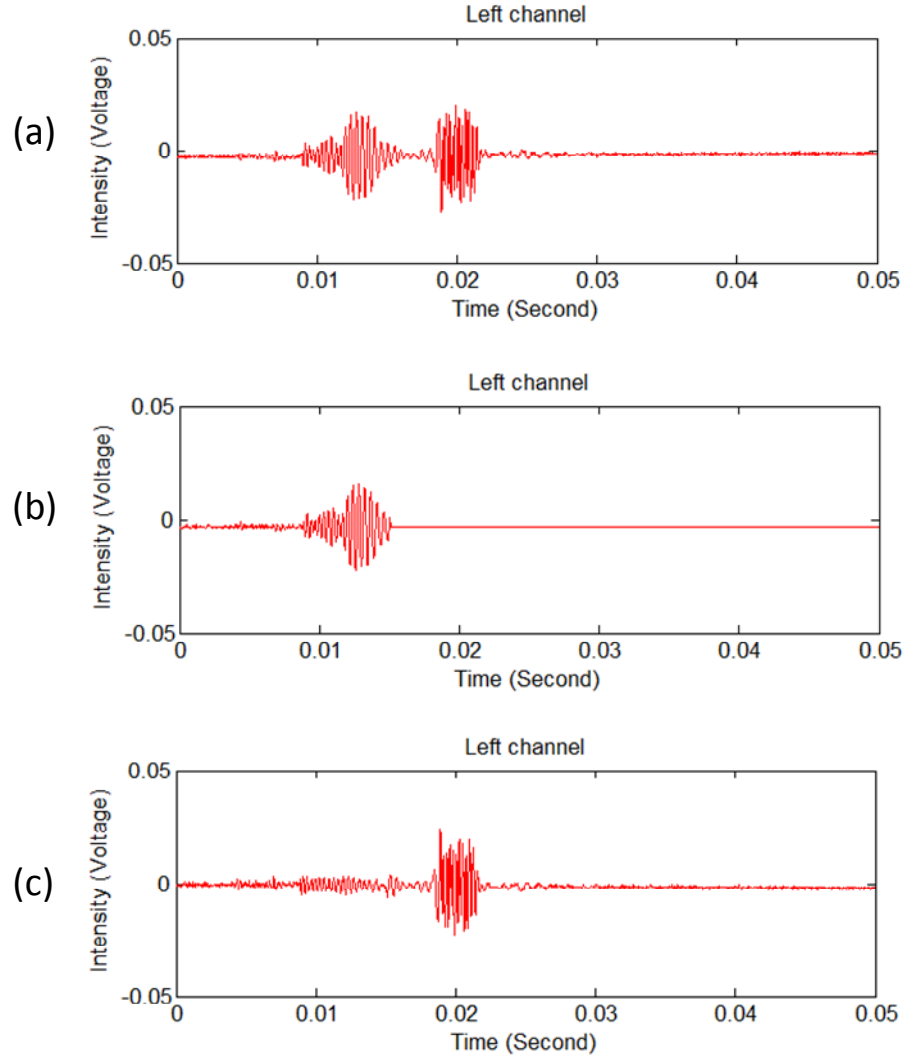 Left channel
(a)
Intensity (Voltage)
0.05
0
-0.05
0 0.01 0.02 0.03 0.04 0.05
Time (Second)
Left channel
(b)
Intensity (Voltage)
0.05
0
-0.05
0 0.01 0.02 0.03 0.04 0.05
Time (Second)
Left channel
(c)
Intensity (Voltage)
0.05
0
-0.05
0 0.01 0.02 0.03 0.04 0.05
Time (Second)